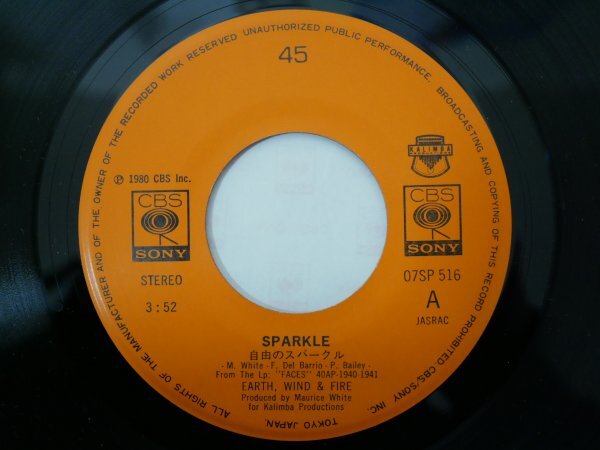 ALL RIGHTS OF THE MANUFACTURER AND OF THE OWNER OF THE RECORDED WORK RESERVED UNAUTHORIZED PUBLIC PERFORMANCE, BROADCASTING AND COPYING OF THIS RECORD PROHIBITED CBS/SONY INC. TOKYO JAPAN.
45
KALIMBA
℗ 1980 CBS Inc.
CBS
SONY
CBS
SONY
STEREO
07SP 516
3:52
A
JASRAC
SPARKLE
自由のスパークル
- M. White - F. Del Barrio - P. Bailey -
From The Lp: "FACES" 40AP-1940-1941
EARTH, WIND & FIRE
Produced by Maurice White
for Kalimba Productions